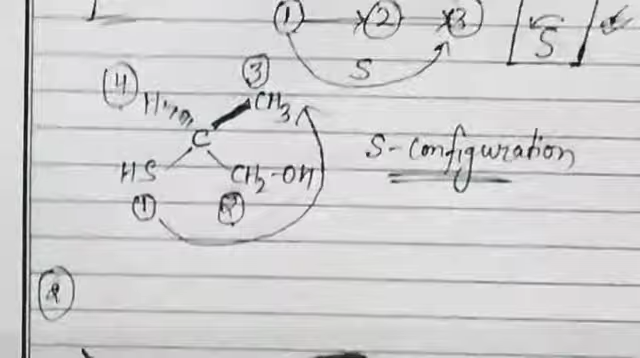 ① → ② → ③ S
S
③
④ H CH₃
C
HS CH₂-OH S-configuration
① ②
②